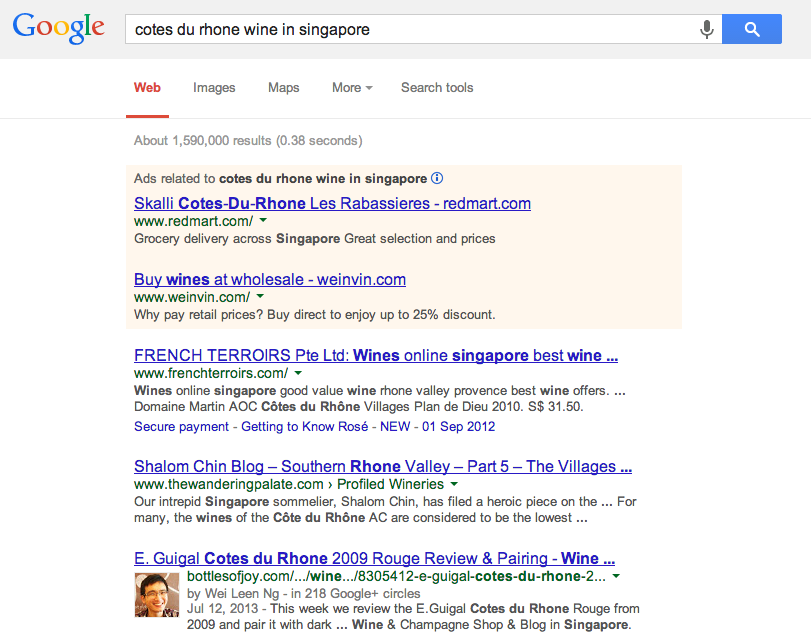 Google
cotes du rhone wine in singapore
Web Images Maps More Search tools
About 1,590,000 results (0.38 seconds)
Ads related to cotes du rhone wine in singapore
Skalli Cotes-Du-Rhone Les Rabassieres - redmart.com
www.redmart.com/
Grocery delivery across Singapore Great selection and prices
Buy wines at wholesale - weinvin.com
www.weinvin.com/
Why pay retail prices? Buy direct to enjoy up to 25% discount.
FRENCH TERROIRS Pte Ltd: Wines online singapore best wine ...
www.frenchterroirs.com/
Wines online singapore good value wine rhone valley provence best wine offers. ...
Domaine Martin AOC Côtes du Rhône Villages Plan de Dieu 2010. S$ 31.50.
Secure payment - Getting to Know Rosé - NEW - 01 Sep 2012
Shalom Chin Blog – Southern Rhone Valley – Part 5 – The Villages ...
www.thewanderingpalate.com › Profiled Wineries
Our intrepid Singapore sommelier, Shalom Chin, has filed a heroic piece on the ... For
many, the wines of the Côte du Rhône AC are considered to be the lowest ...
E. Guigal Cotes du Rhone 2009 Rouge Review & Pairing - Wine ...
bottlesofjoy.com/.../wine.../8305412-e-guigal-cotes-du-rhone-2...
by Wei Leen Ng - in 218 Google+ circles
Jul 12, 2013 - This week we review the E.Guigal Cotes du Rhone Rouge from
2009 and pair it with dark ... Wine & Champagne Shop & Blog in Singapore.